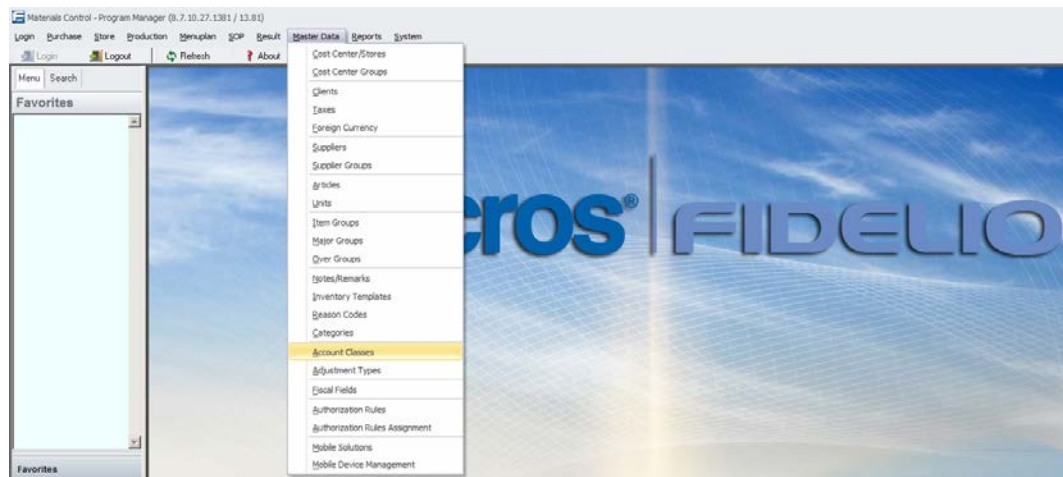 Materials Control - Program Manager (8.7.10.27.1381 / 13.81)
Login Purchase Store Production Menuplan SOP Result Master Data Reports System
Login Logout Refresh ? About
Menu Search
Favorites
Cost Center/Stores
Cost Center Groups
Clients
Taxes
Foreign Currency
Suppliers
Supplier Groups
Articles
Units
Item Groups
Major Groups
Over Groups
Notes/Remarks
Inventory Templates
Reason Codes
Categories
Account Classes
Adjustment Types
Fiscal Fields
Authorization Rules
Authorization Rules Assignment
Mobile Solutions
Mobile Device Management
cros® FIDELIO
Favorites